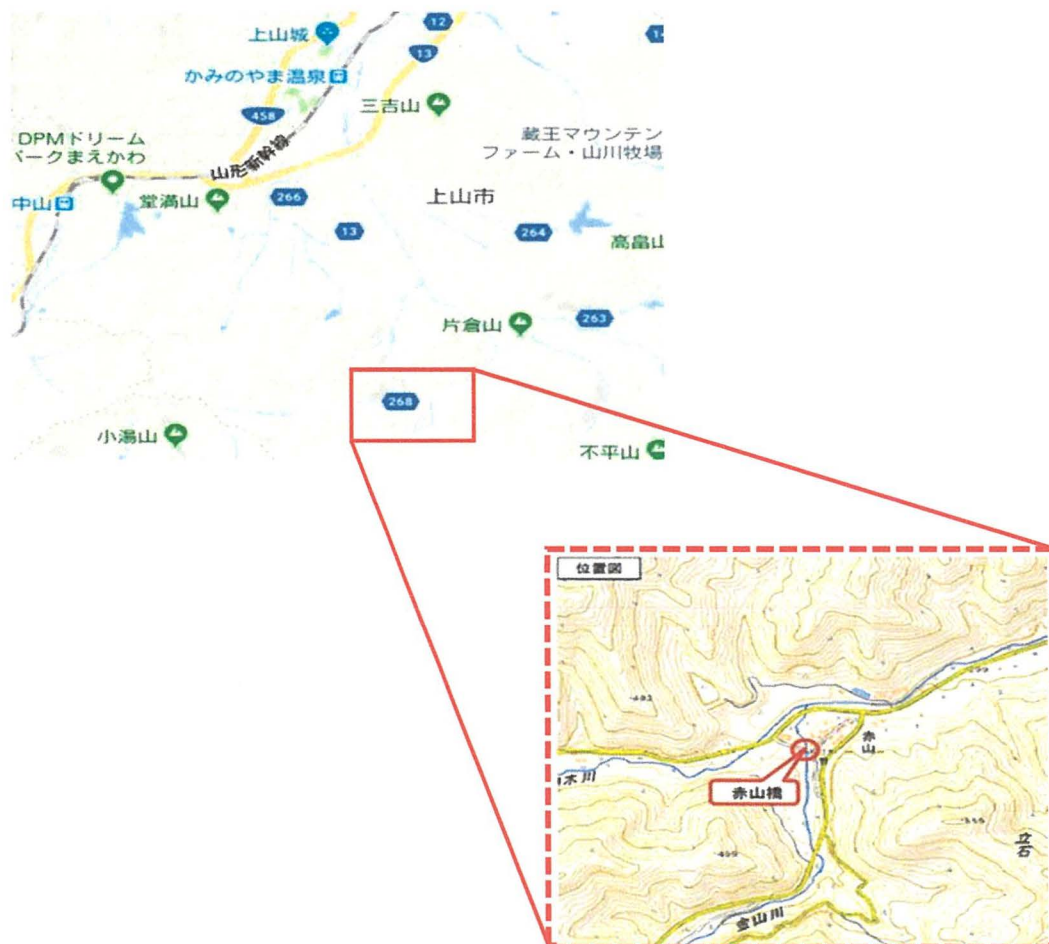 12
上山城
13
かみのやま温泉
458
三吉山
DPMドリーム
パークまえかわ
山形新幹線
蔵王マウンテン
ファーム・山川牧場
中山
堂満山
266
上山市
13
264
高畠山
片倉山
263
268
小湯山
不平山
位置図
赤山
赤山橋
立石
金山川